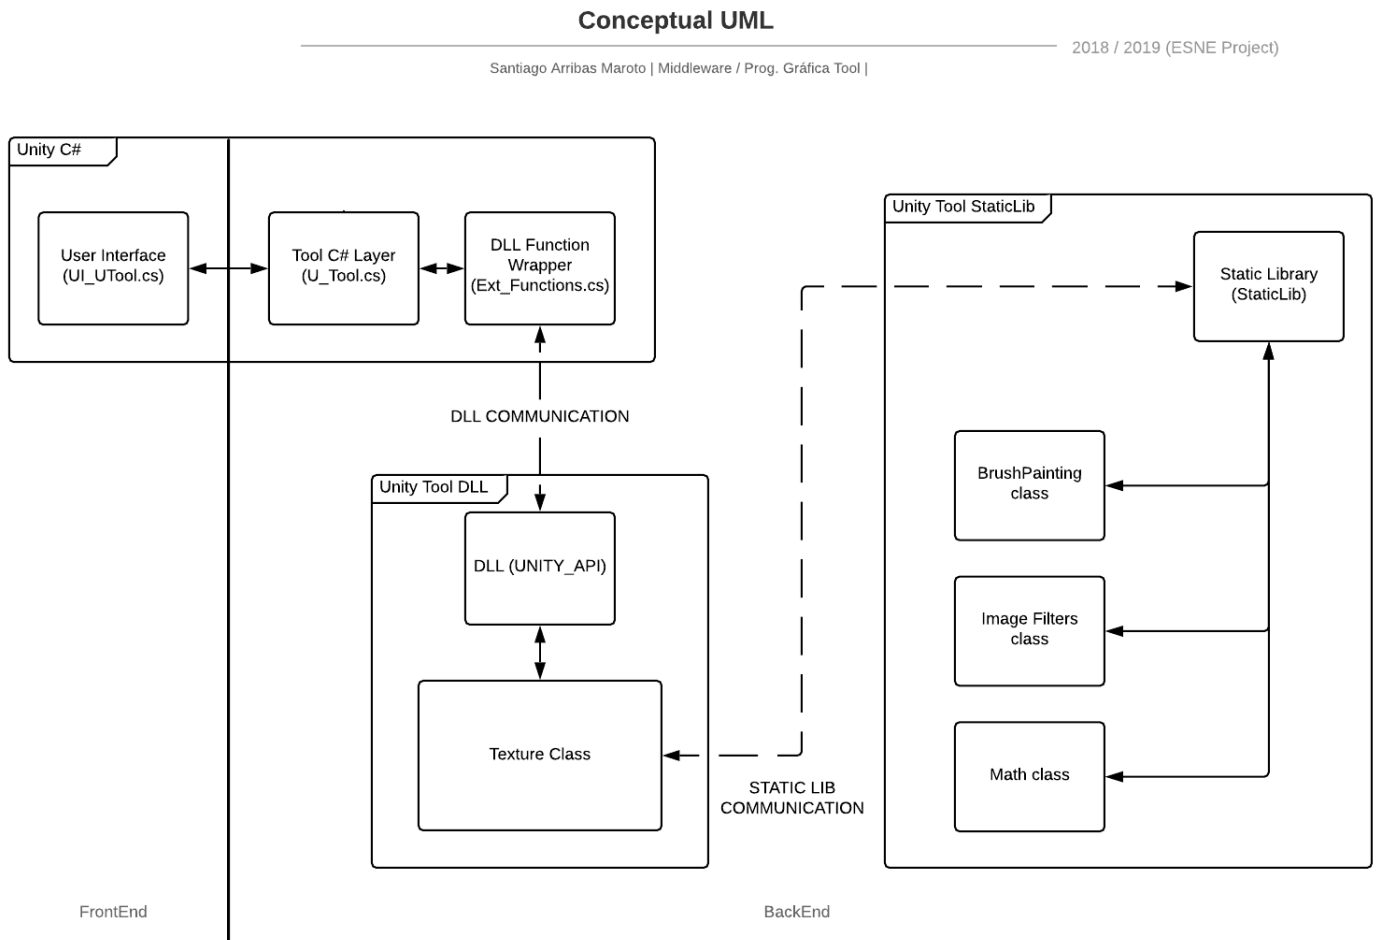 Conceptual UML
2018 / 2019 (ESNE Project)
Santiago Arribas Maroto | Middleware / Prog. Gráfica Tool |
Unity C#
User Interface
(UI_UTool.cs)
Tool C# Layer
(U_Tool.cs)
DLL Function
Wrapper
(Ext_Functions.cs)
DLL COMMUNICATION
Unity Tool DLL
DLL (UNITY_API)
Texture Class
STATIC LIB
COMMUNICATION
Unity Tool StaticLib
Static Library
(StaticLib)
BrushPainting
class
Image Filters
class
Math class
FrontEnd
BackEnd